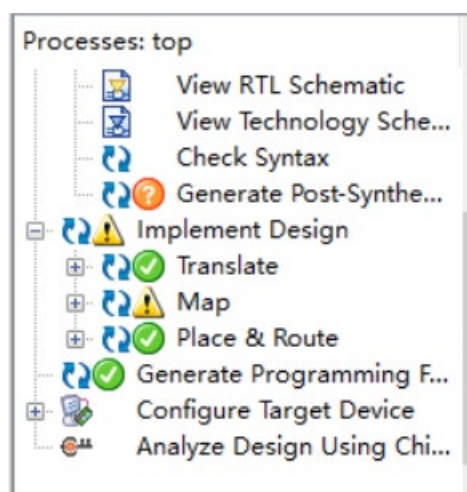 Processes: top
View RTL Schematic
View Technology Sche...
Check Syntax
Generate Post-Synthe...
Implement Design
Translate
Map
Place & Route
Generate Programming F...
Configure Target Device
Analyze Design Using Chi...